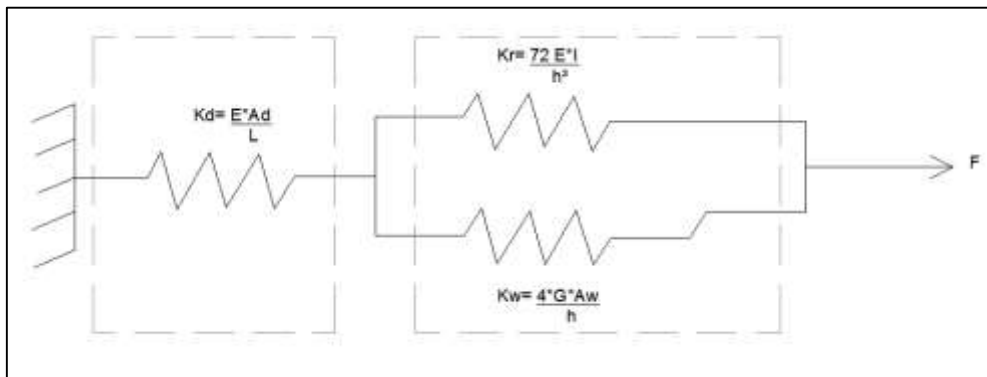 Kr= 72 E*I
h³
Kd= E*Ad
L
F
Kw= 4*G*Aw
h